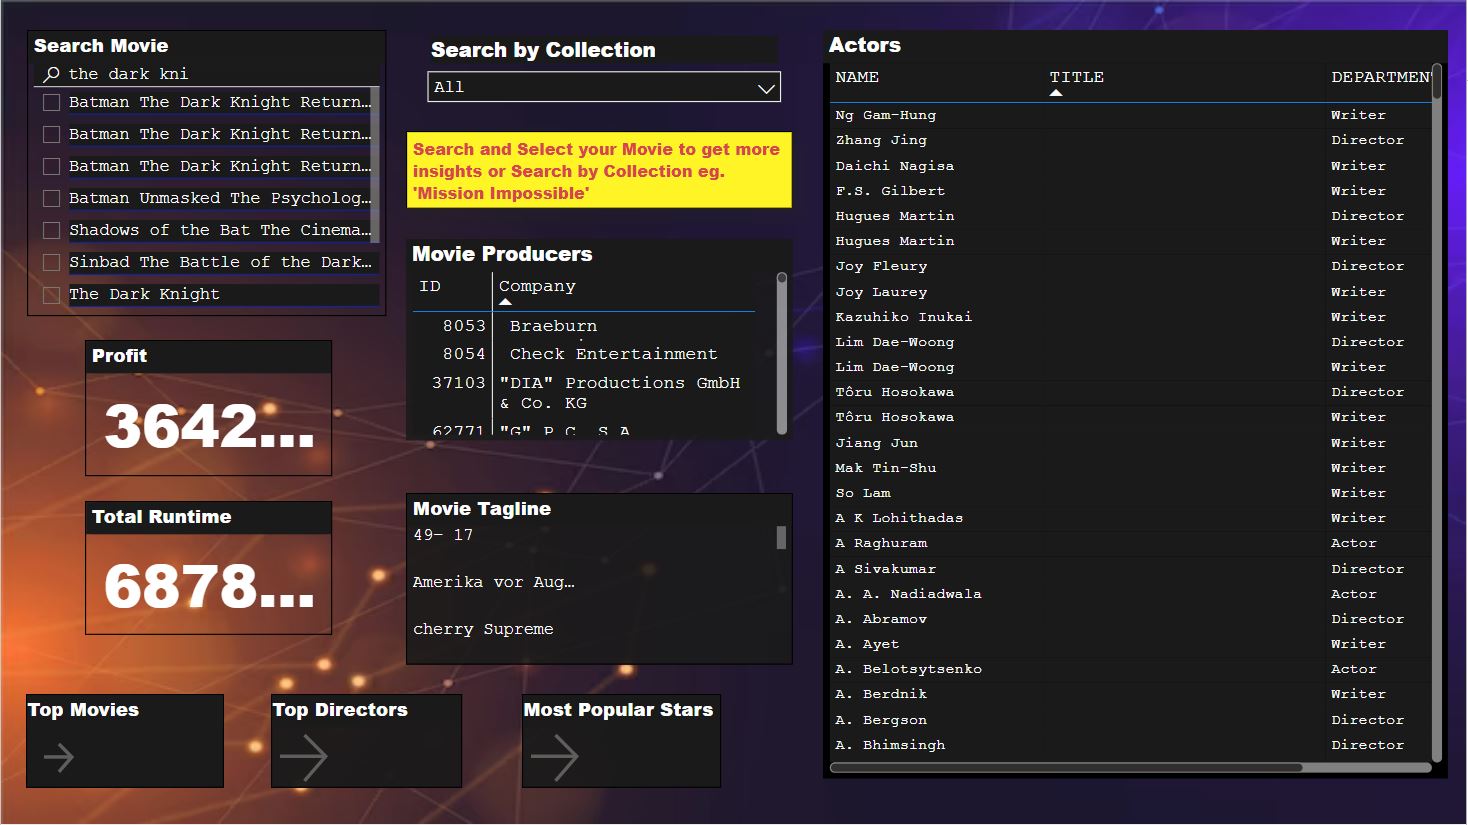 Search Movie
the dark kni
Batman The Dark Knight Return…
Batman The Dark Knight Return…
Batman The Dark Knight Return…
Batman Unmasked The Psycholog…
Shadows of the Bat The Cinema…
Sinbad The Battle of the Dark…
The Dark Knight
Profit
3642...
Total Runtime
6878...
Search by Collection
All
Search and Select your Movie to get more
insights or Search by Collection eg.
'Mission Impossible'
Movie Producers
ID Company
8053 Braeburn
8054 Check Entertainment
37103 "DIA" Productions GmbH
& Co. KG
62771 "G" P.C. S.A
Movie Tagline
49– 17
Amerika vor Aug…
cherry Supreme
Top Movies
Top Directors
Most Popular Stars
Actors
NAME TITLE DEPARTMENT
Ng Gam-Hung Writer
Zhang Jing Director
Daichi Nagisa Writer
F.S. Gilbert Writer
Hugues Martin Director
Hugues Martin Writer
Joy Fleury Director
Joy Laurey Writer
Kazuhiko Inukai Writer
Lim Dae-Woong Director
Lim Dae-Woong Writer
Tôru Hosokawa Director
Tôru Hosokawa Writer
Jiang Jun Writer
Mak Tin-Shu Writer
So Lam Writer
A K Lohithadas Writer
A Raghuram Actor
A Sivakumar Director
A. A. Nadiadwala Actor
A. Abramov Director
A. Ayet Writer
A. Belotsytsenko Actor
A. Berdnik Writer
A. Bergson Director
A. Bhimsingh Director